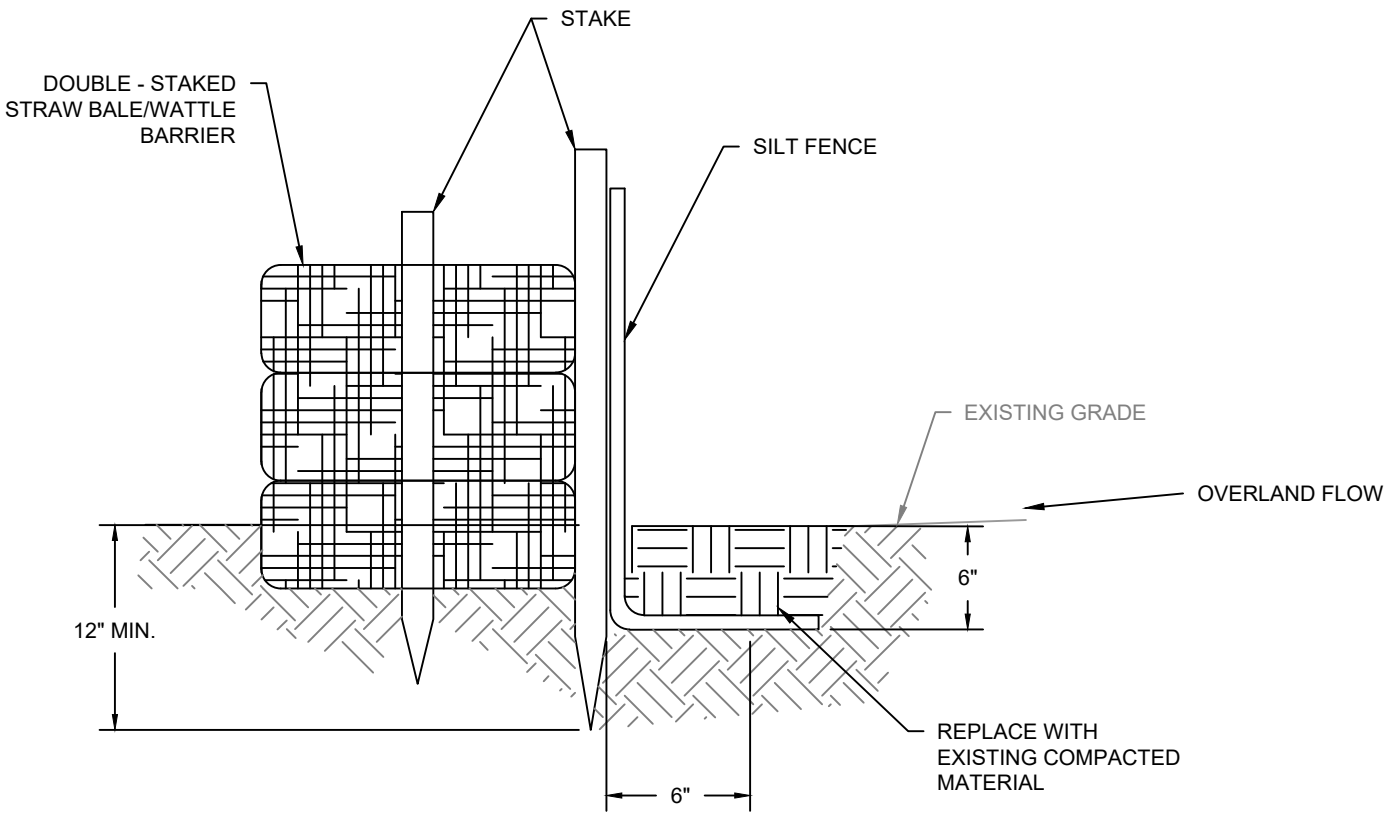 STAKE
DOUBLE - STAKED
STRAW BALE/WATTLE
BARRIER
SILT FENCE
EXISTING GRADE
OVERLAND FLOW
6"
12" MIN.
REPLACE WITH
EXISTING COMPACTED
MATERIAL
6"